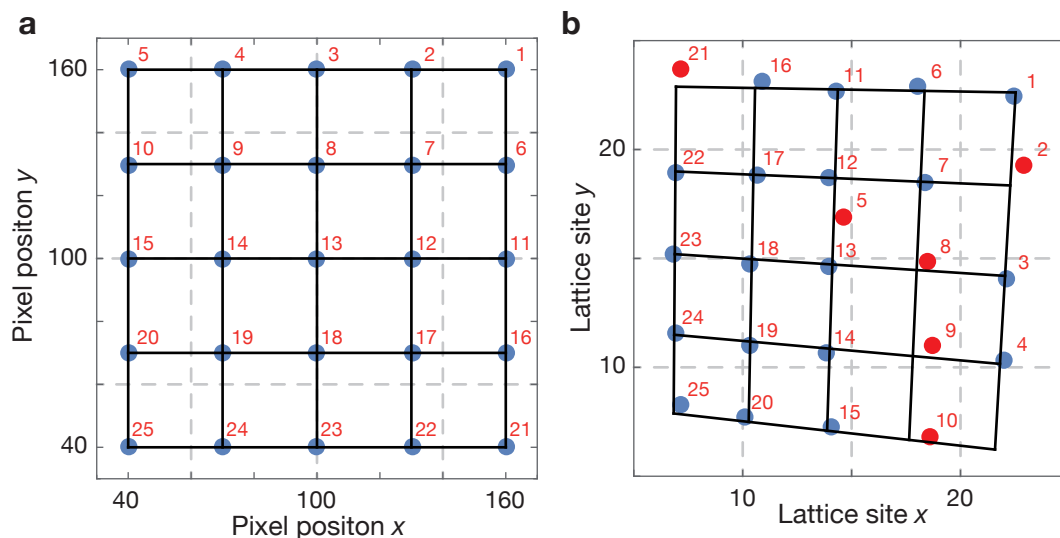 a
5 4 3 2 1
160
10 9 8 7 6
15 14 13 12 11
100
20 19 18 17 16
25 24 23 22 21
40
40 100 160
Pixel positon x
Pixel positon y
b
21 16 11 6 1
20
22 17 12 7 2
5
23 18 13 8 3
24 19 14 9 4
10
25 20 15 10
10 20
Lattice site x
Lattice site y